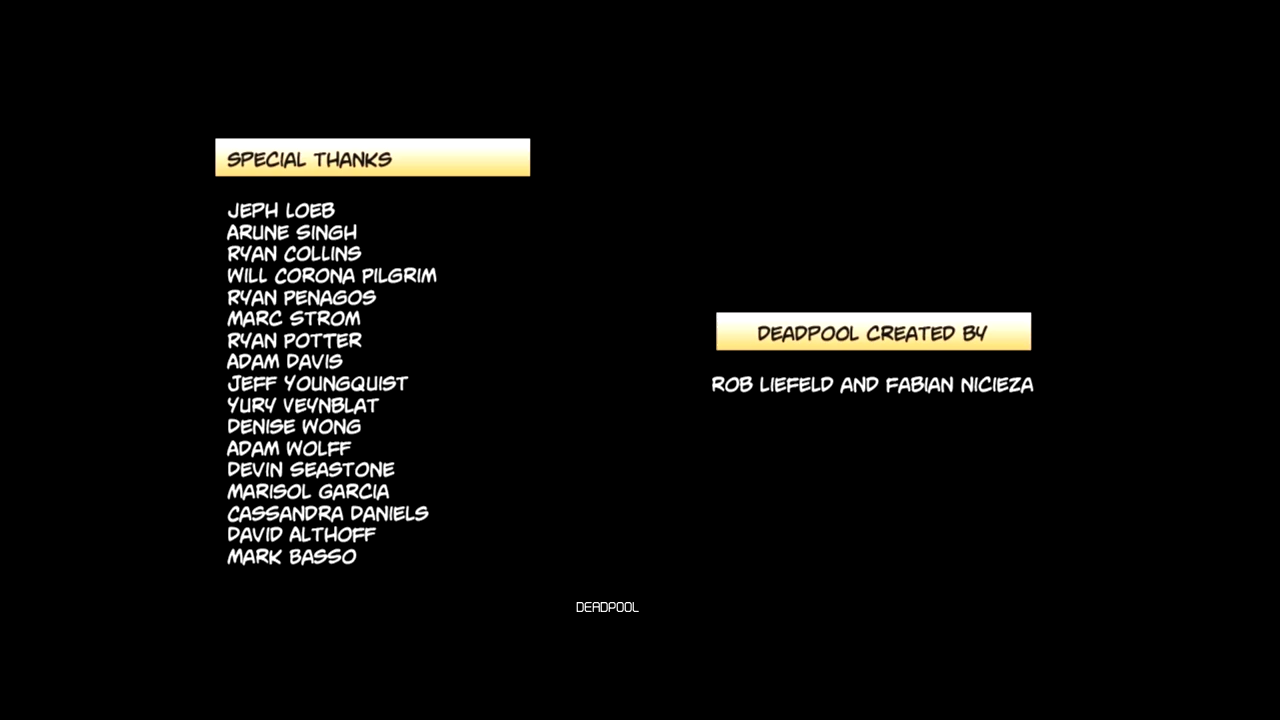 SPECIAL THANKS
JEPH LOEB
ARUNE SINGH
RYAN COLLINS
WILL CORONA PILGRIM
RYAN PENAGOS
MARC STROM
RYAN POTTER
ADAM DAVIS
JEFF YOUNGQUIST
YURY VEYNBLAT
DENISE WONG
ADAM WOLFF
DEVIN SEASTONE
MARISOL GARCIA
CASSANDRA DANIELS
DAVID ALTHOFF
MARK BASSO
DEADPOOL CREATED BY
ROB LIEFELD AND FABIAN NICIEZA
DEADPOOL